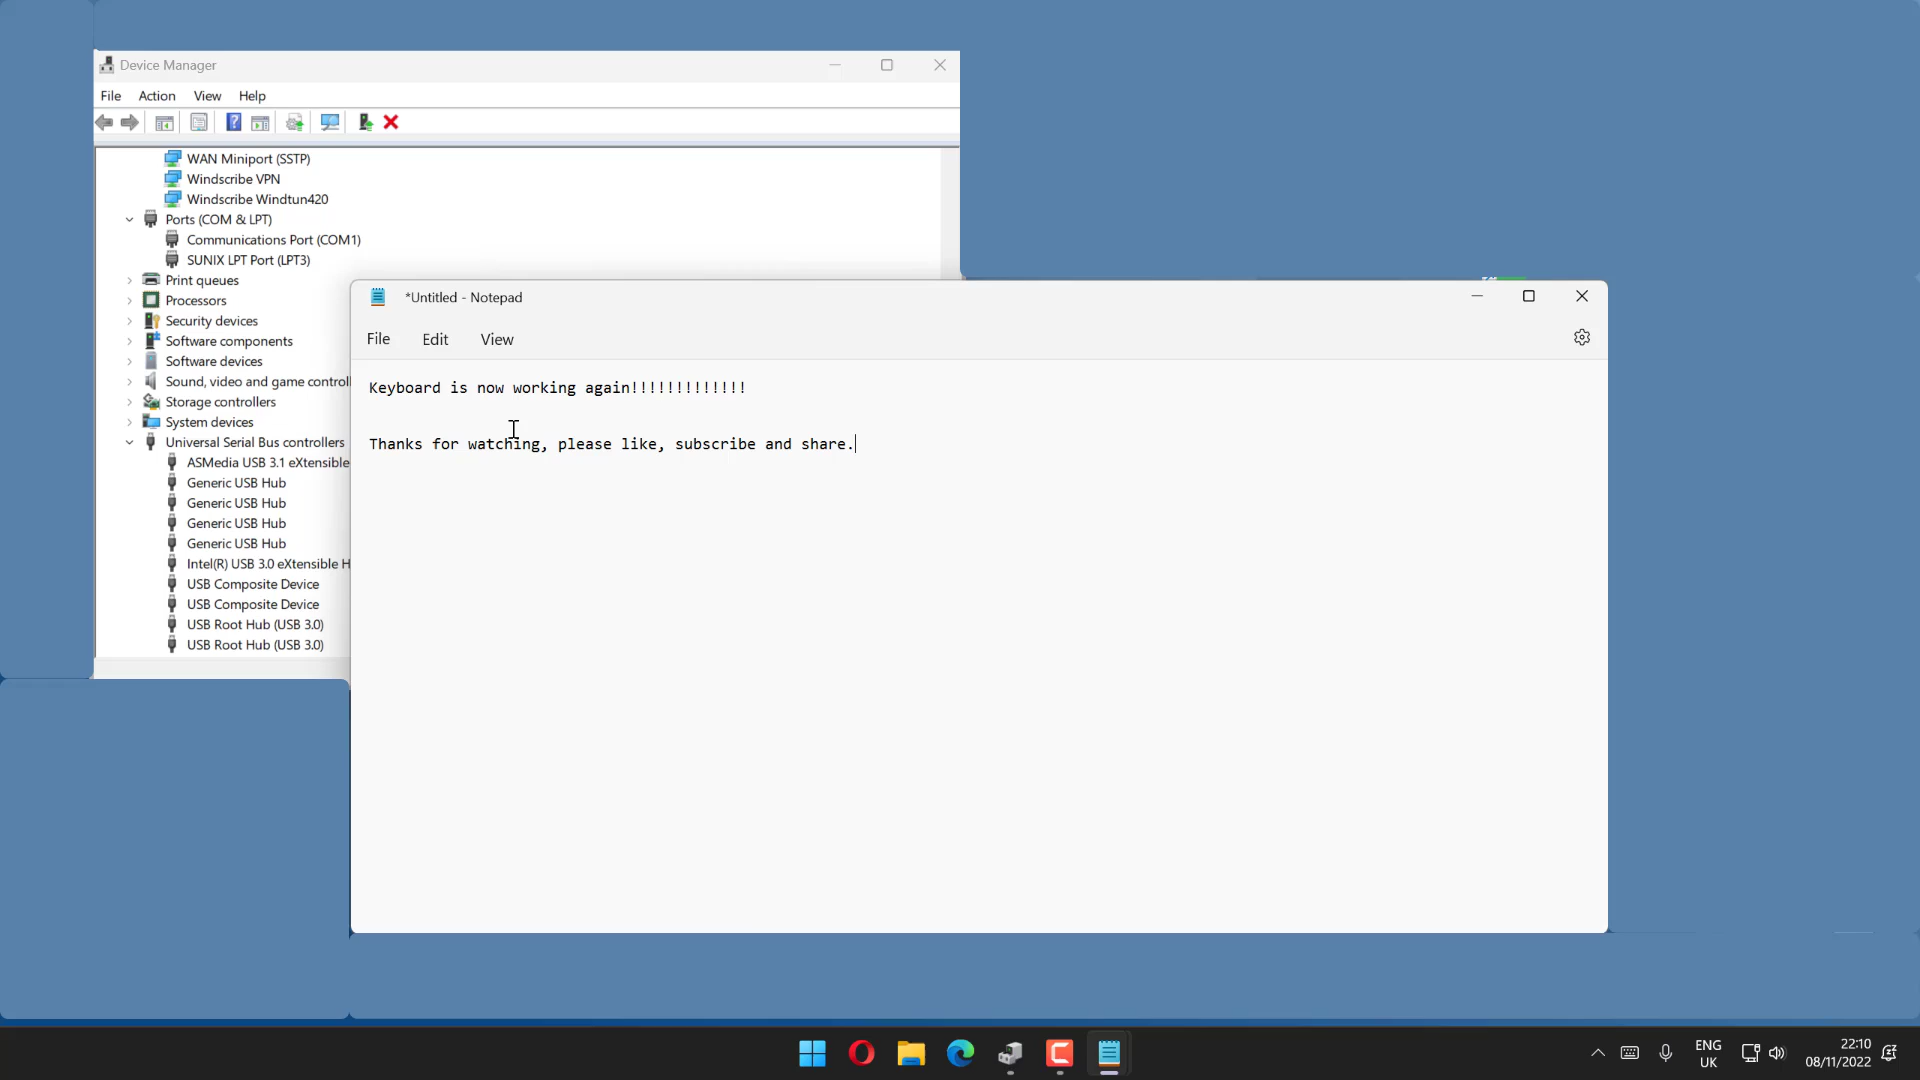 Device Manager
File Action View Help
WAN Miniport (SSTP)
Windscribe VPN
Windscribe Windtun420
Ports (COM & LPT)
Communications Port (COM1)
SUNIX LPT Port (LPT3)
Print queues
Processors
Security devices
Software components
Software devices
Sound, video and game controll
Storage controllers
System devices
Universal Serial Bus controllers
ASMedia USB 3.1 eXtensible
Generic USB Hub
Generic USB Hub
Generic USB Hub
Generic USB Hub
Intel(R) USB 3.0 eXtensible H
USB Composite Device
USB Composite Device
USB Root Hub (USB 3.0)
USB Root Hub (USB 3.0)
*Untitled - Notepad
File Edit View
Keyboard is now working again!!!!!!!!!!!!!
Thanks for watching, please like, subscribe and share.
ENG
UK
22:10
08/11/2022